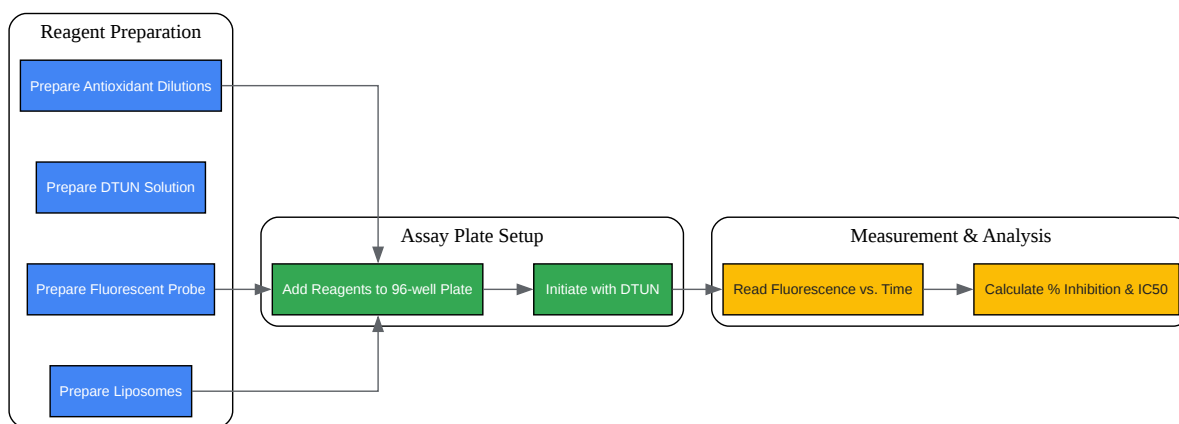 Reagent Preparation
Prepare Antioxidant Dilutions
Prepare DTUN Solution
Prepare Fluorescent Probe
Prepare Liposomes
Assay Plate Setup
Add Reagents to 96-well Plate
Initiate with DTUN
Measurement & Analysis
Read Fluorescence vs. Time
Calculate % Inhibition & IC50